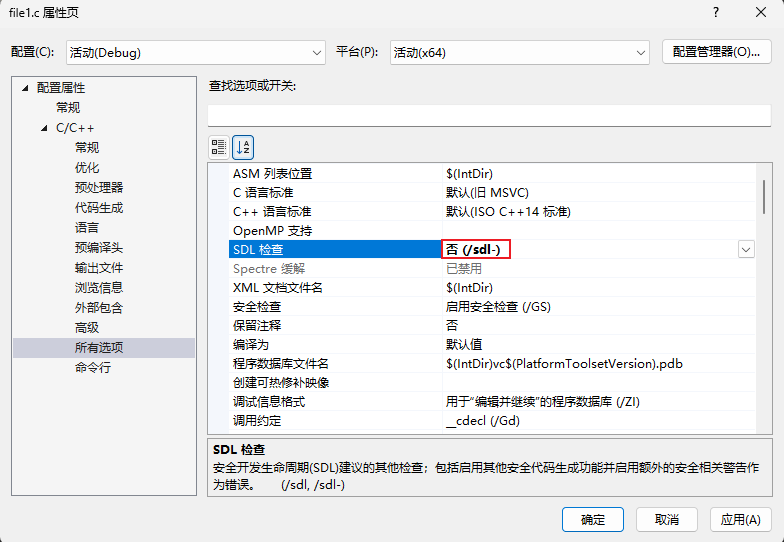 file1.c 属性页
配置(C): 活动(Debug) 平台(P): 活动(x64) 配置管理器(O)...
配置属性
常规
C/C++
常规
优化
预处理器
代码生成
语言
预编译头
输出文件
浏览信息
外部包含
高级
所有选项
命令行
查找选项或开关:
ASM 列表位置 $(IntDir)
C 语言标准 默认(旧 MSVC)
C++ 语言标准 默认(ISO C++14 标准)
OpenMP 支持
SDL 检查 否 (/sdl-)
Spectre 缓解 已禁用
XML 文档文件名 $(IntDir)
安全检查 启用安全检查 (/GS)
保留注释 否
编译为 默认值
程序数据库文件名 $(IntDir)vc$(PlatformToolsetVersion).pdb
创建可热修补映像
调试信息格式 用于“编辑并继续”的程序数据库 (/ZI)
调用约定 __cdecl (/Gd)
SDL 检查
安全开发生命周期(SDL)建议的其他检查；包括启用其他安全代码生成功能并启用额外的安全相关警告作
为错误。 (/sdl, /sdl-)
确定 取消 应用(A)